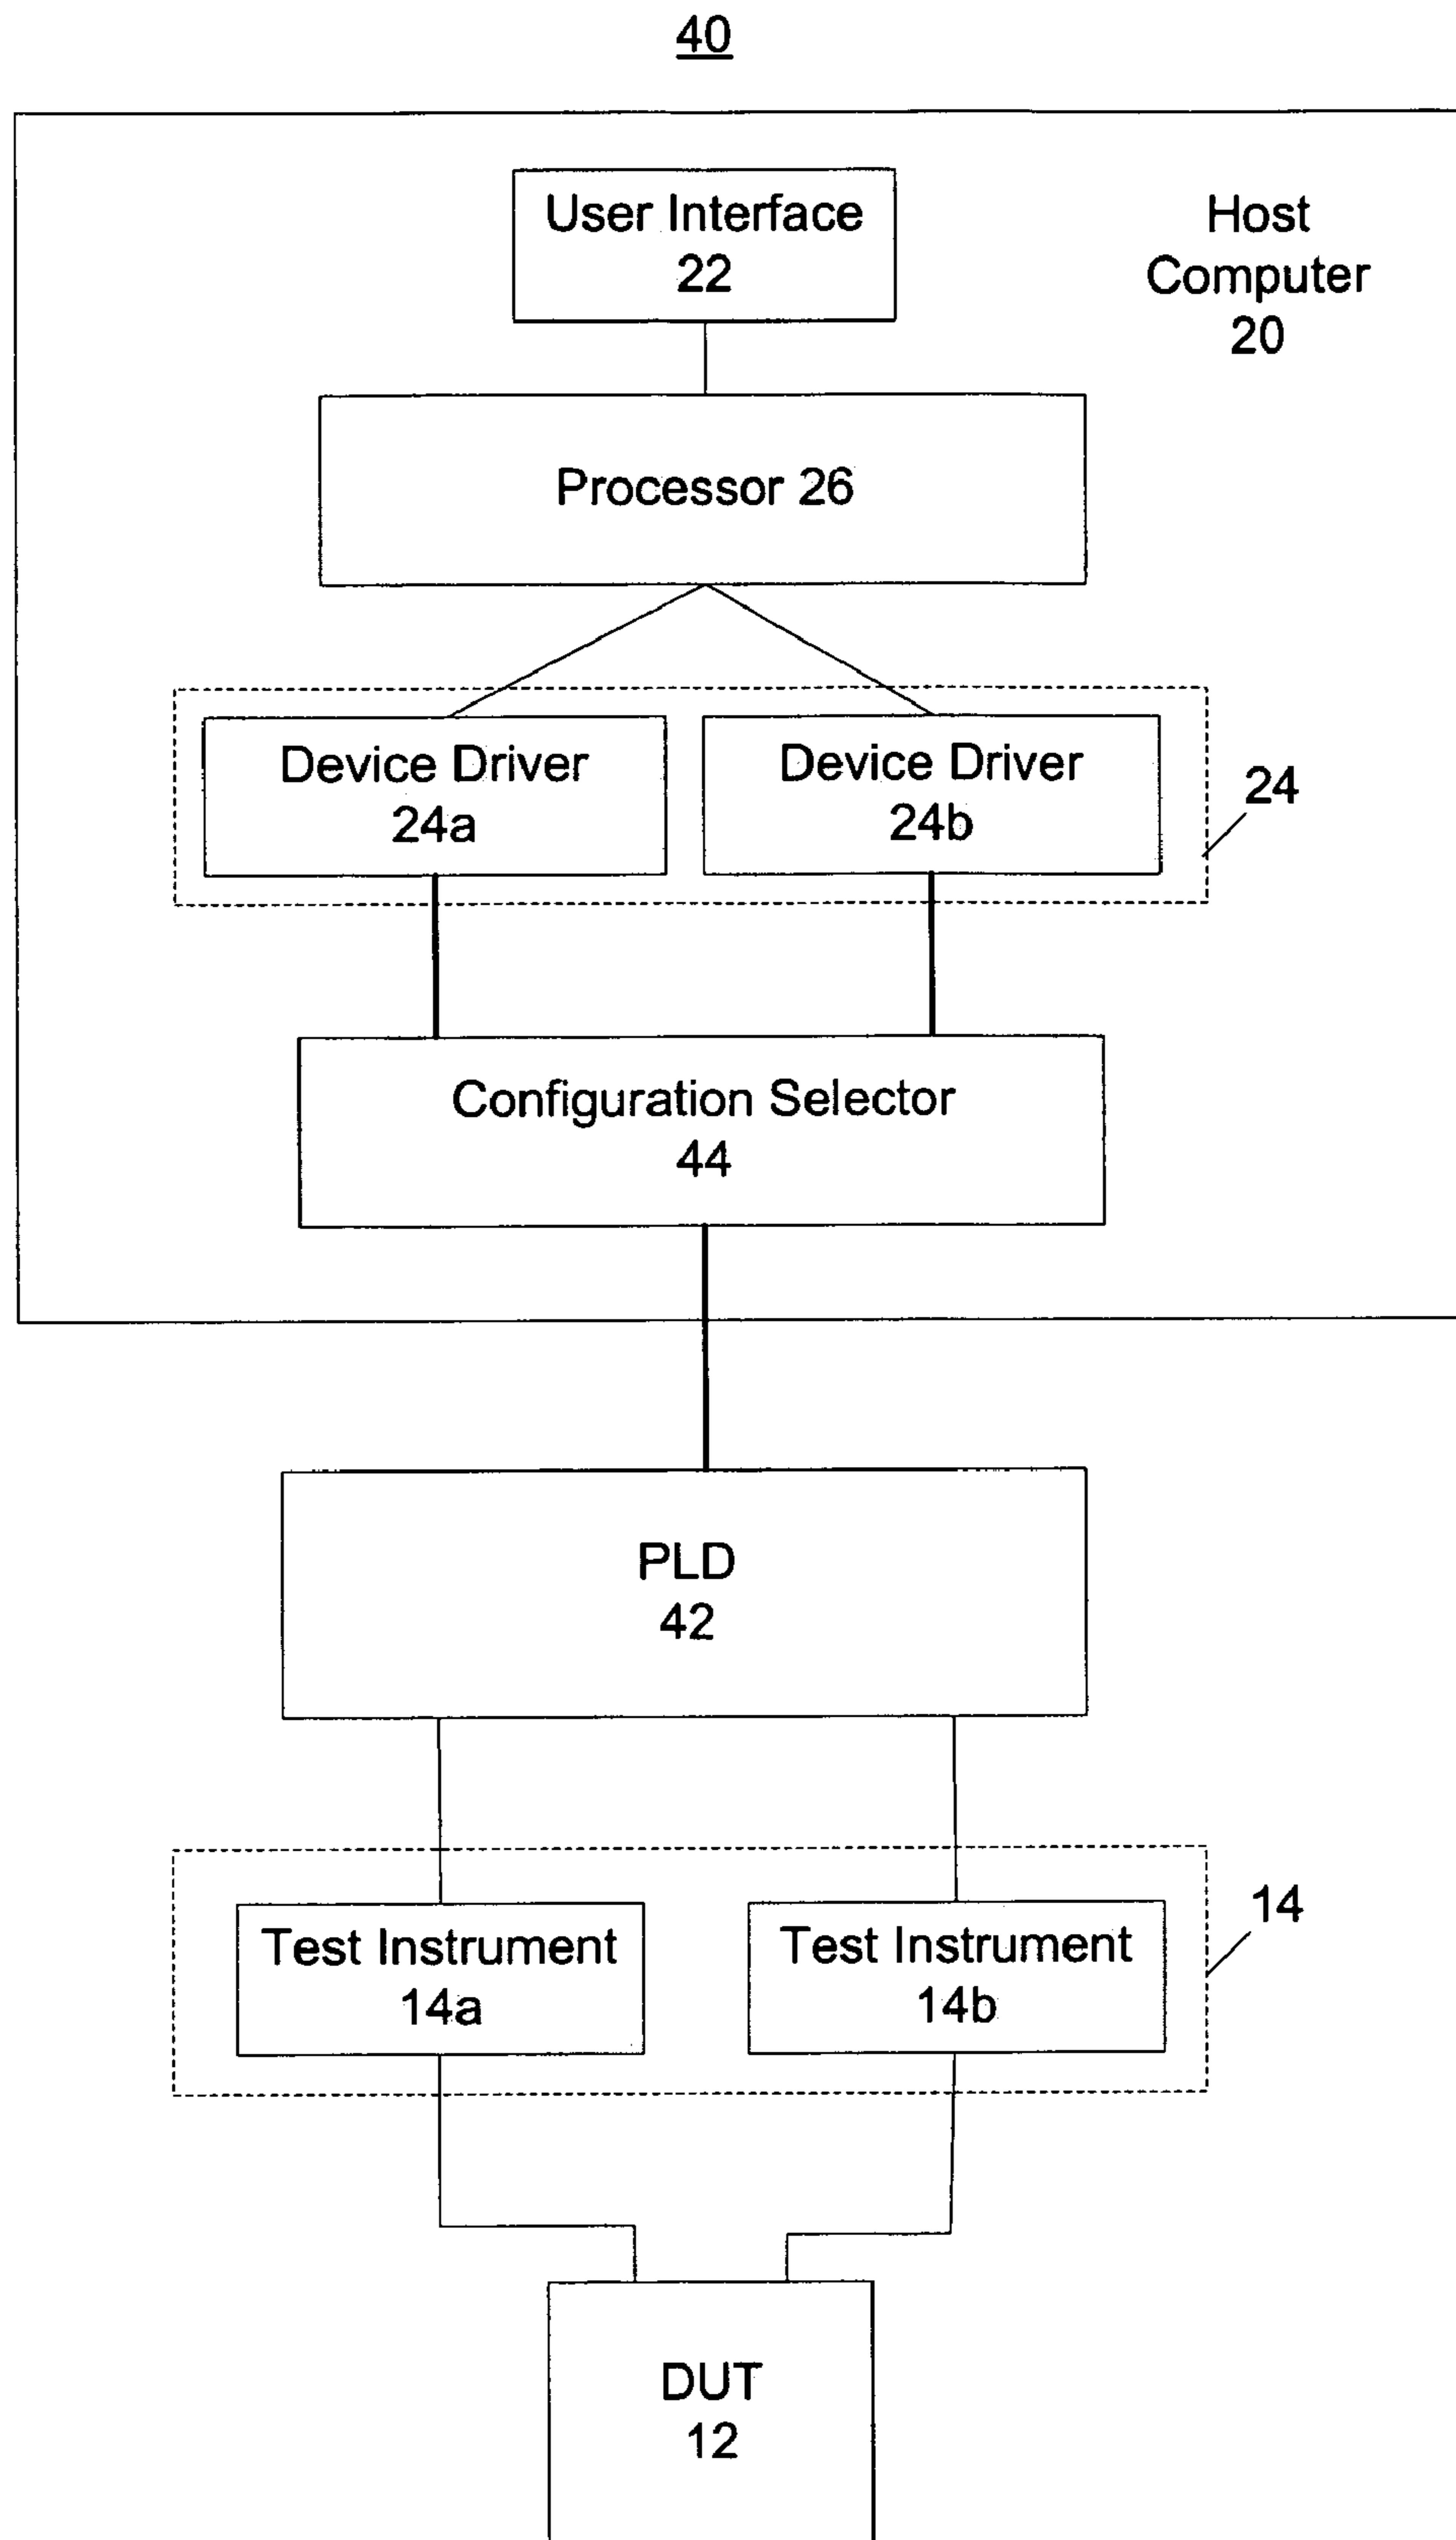 40
User Interface
22
Host
Computer
20
Processor 26
Device Driver
24a
Device Driver
24b
24
Configuration Selector
44
PLD
42
Test Instrument
14a
Test Instrument
14b
14
DUT
12